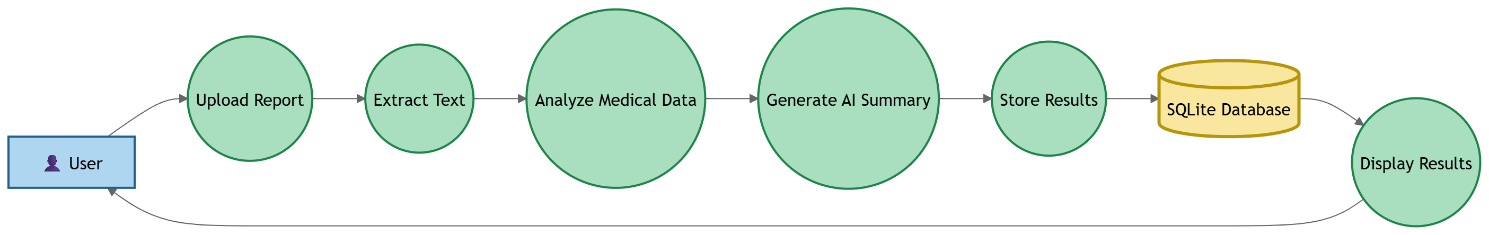 Upload Report
Extract Text
Analyze Medical Data
Generate AI Summary
Store Results
SQLite Database
👤 User
Display Results